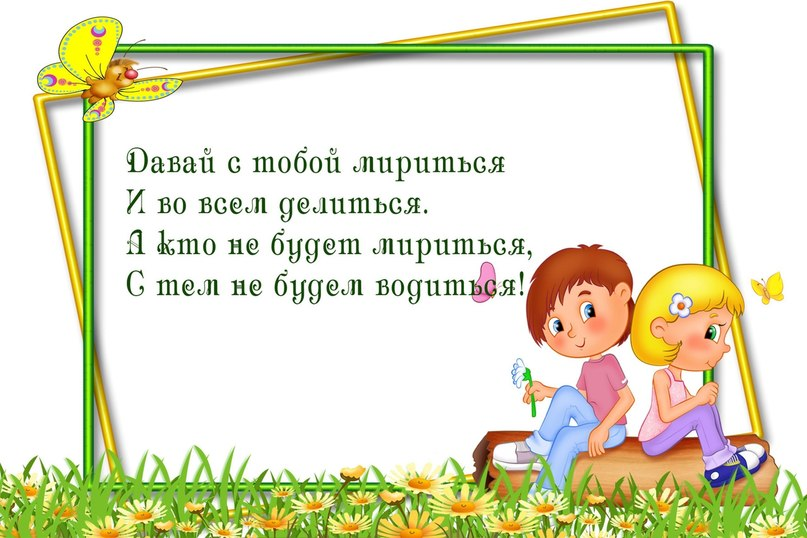 Давай с тобой мириться
И во всем делиться.
А кто не будет мириться,
С тем не будем водиться!